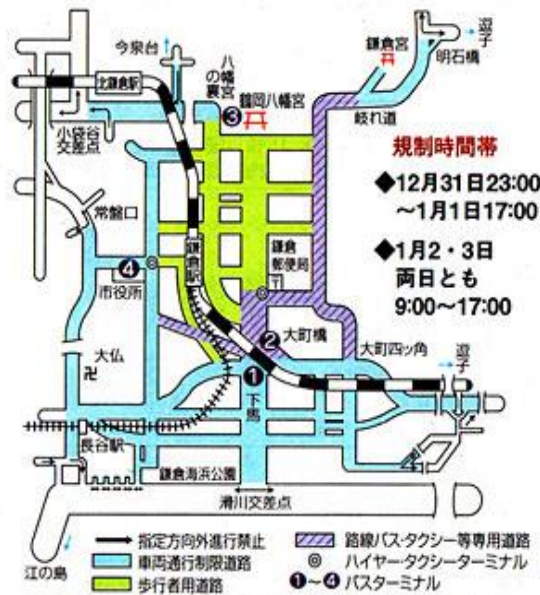 今泉台
八幡宮の裏
鎌倉宮
逗子
明石橋
北鎌倉駅
❸
鶴岡八幡宮
岐れ道
小袋谷
交差点
規制時間帯
◆12月31日23:00
～1月1日17:00
常盤口
鎌倉駅
鎌倉
郵便局
〒
◆1月2・3日
両日とも
9:00～17:00
❹
市役所
❷
大町橋
大仏
卍
大町四ツ角
逗子
❶
下馬
長谷駅
鎌倉海浜公園
滑川交差点
江の島
指定方向外進行禁止
車両通行制限道路
歩行者用道路
路線バス・タクシー等専用道路
◎ ハイヤー・タクシーターミナル
❶～❹ バスターミナル